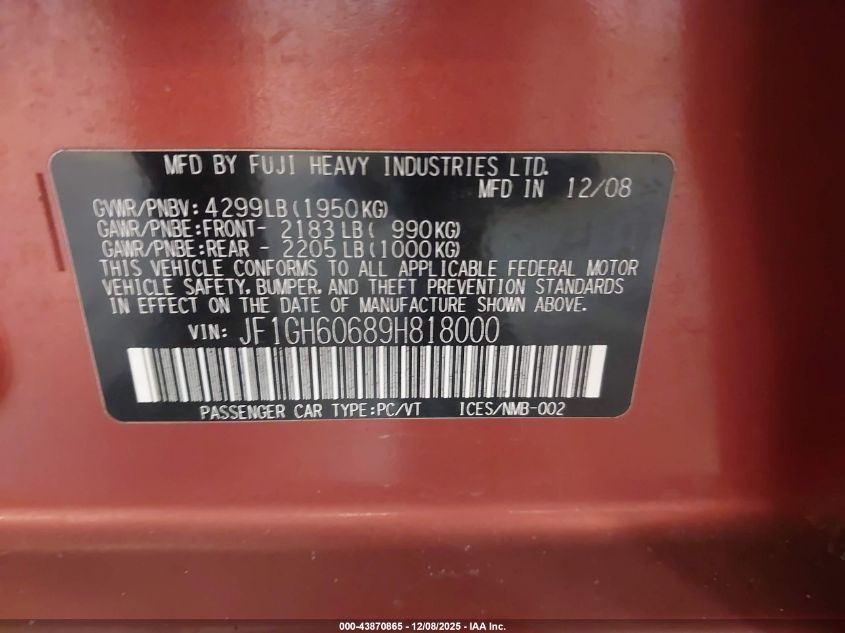 MFD BY FUJI HEAVY INDUSTRIES LTD.
MFD IN 12/08
GVWR/PNBV: 4299LB(1950KG)
GAWR/PNBE:FRONT- 2183LB( 990KG)
GAWR/PNBE:REAR - 2205LB(1000KG)
THIS VEHICLE CONFORMS TO ALL APPLICABLE FEDERAL MOTOR
VEHICLE SAFETY, BUMPER, AND THEFT PREVENTION STANDARDS
IN EFFECT ON THE DATE OF MANUFACTURE SHOWN ABOVE.
VIN: JF1GH60689H818000
PASSENGER CAR TYPE:PC/VT ICES/NMB-002
000-43870865 - 12/08/2025 - IAA Inc.